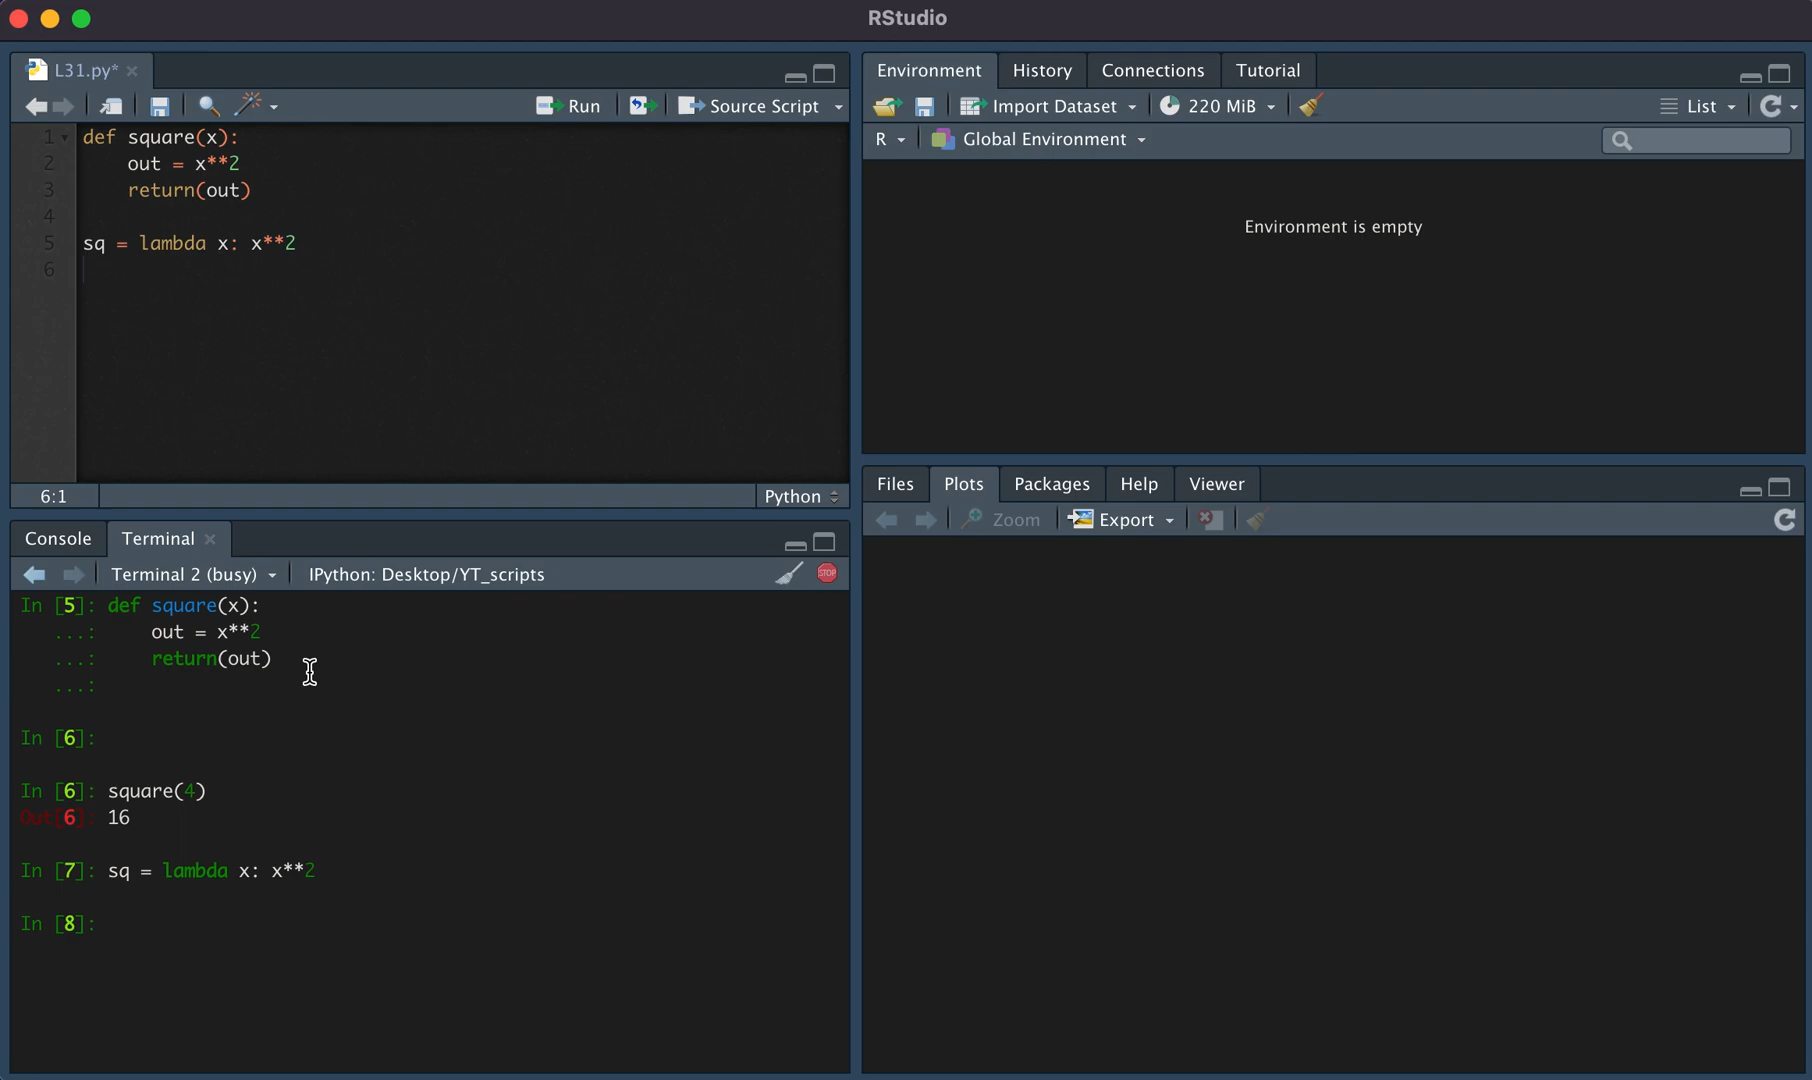 RStudio
L31.py*
Run
Source Script
1 def square(x):
2     out = x**2
3     return(out)
4
5 sq = lambda x: x**2
6
6:1
Python
Console
Terminal
Terminal 2 (busy)
IPython: Desktop/YT_scripts
STOP
In [5]: def square(x):
   ...:     out = x**2
   ...:     return(out)
   ...:
In [6]:
In [6]: square(4)
Out[6]: 16
In [7]: sq = lambda x: x**2
In [8]:
Environment History Connections Tutorial
Import Dataset 220 MiB List
R Global Environment
Environment is empty
Files Plots Packages Help Viewer
Zoom Export